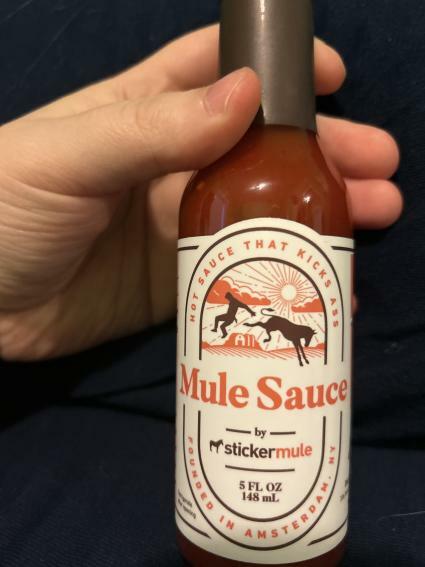 HOT SAUCE THAT KICKS ASS
Mule Sauce
by
stickermule
5 FL OZ
148 mL
FOUNDED IN AMSTERDAM, NY